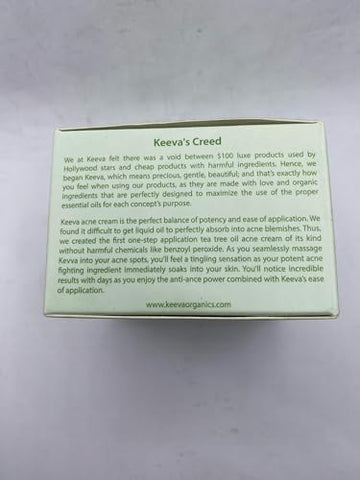 Keeva's Creed
We at Keeva felt there was a void between $100 luxe products used by
Hollywood stars and cheap products with harmful ingredients. Hence, we
began Keeva, which means precious, gentle, beautiful; and that's exactly how
you feel when using our products, as they are made with love and organic
ingredients that are perfectly designed to maximize the use of the proper
essential oils for each concept's purpose.
Keeva acne cream is the perfect balance of potency and ease of application. We
found it difficult to get liquid oil to perfectly absorb into acne blemishes. Thus,
we created the first one-step application tea tree oil acne cream of its kind
without harmful chemicals like benzoyl peroxide. As you seamlessly massage
Kevva into your acne spots, you'll feel a tingling sensation as your potent acne
fighting ingredient immediately soaks into your skin. You'll notice incredible
results with days as you enjoy the anti-ance power combined with Keeva's ease
of application.
www.keevaorganics.com